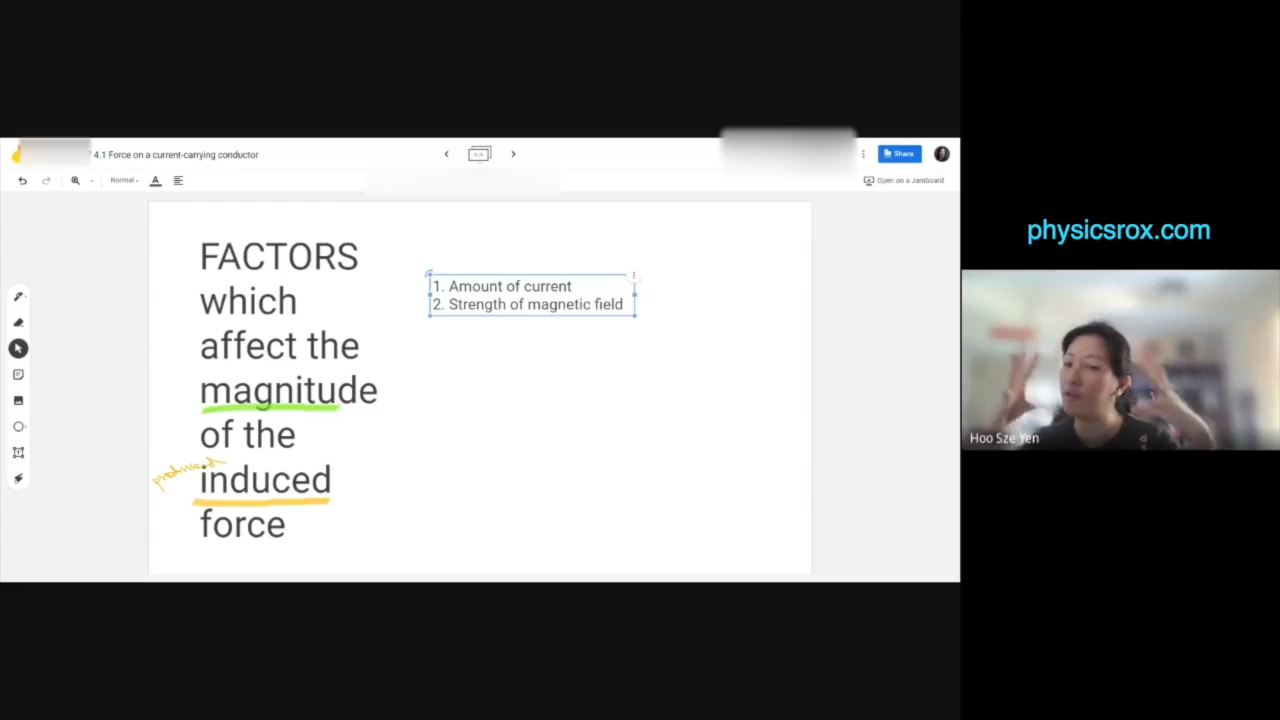 4.1 Force on a current-carrying conductor
Share
Normal
Open on a Jamboard
physicsrox.com
FACTORS
which
affect the
magnitude
of the
produced
induced
force
1. Amount of current
2. Strength of magnetic field
Hoo Sze Yen